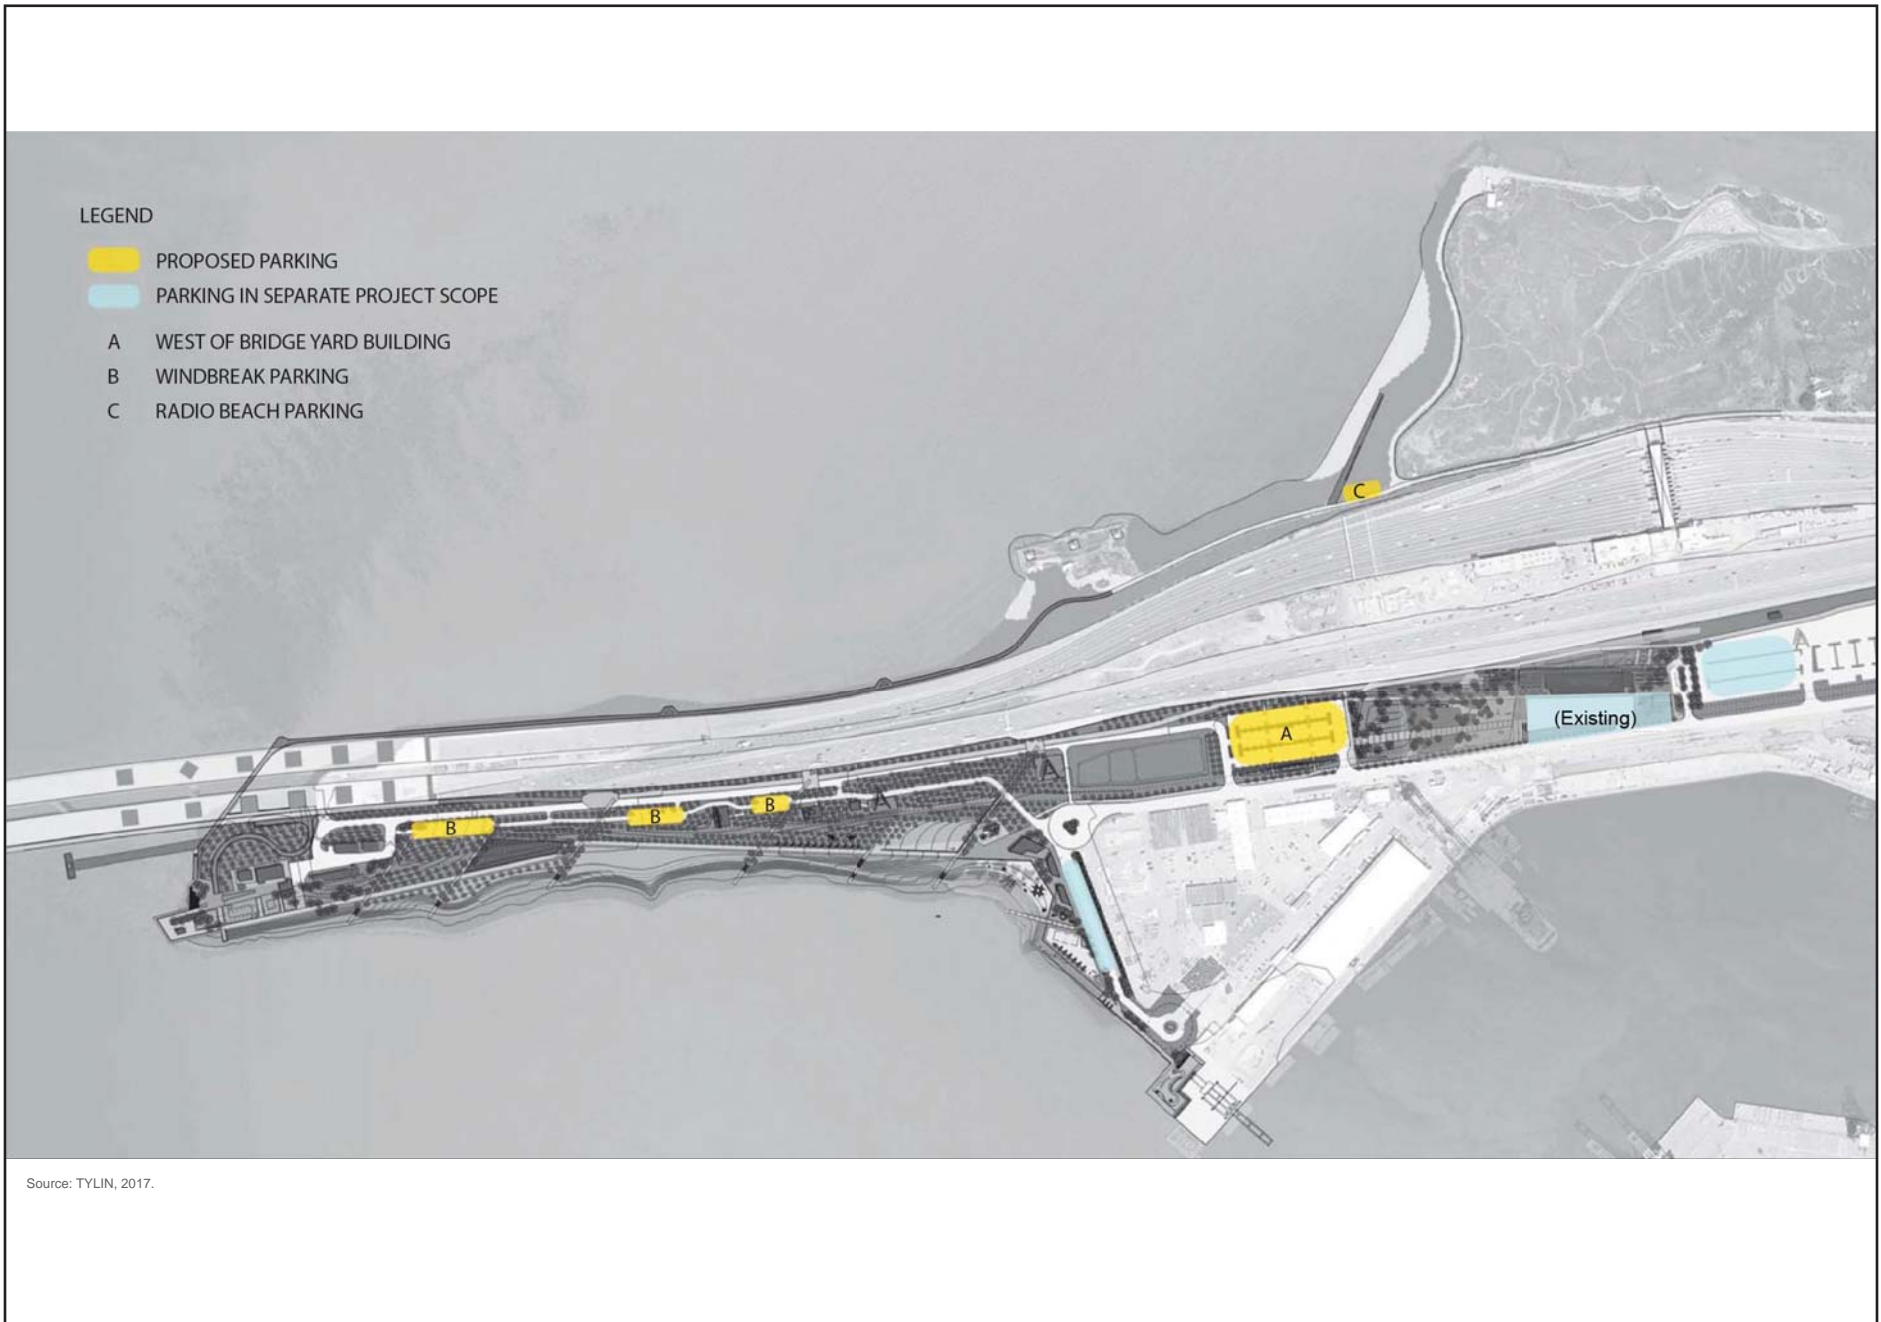 LEGEND
PROPOSED PARKING
PARKING IN SEPARATE PROJECT SCOPE
A WEST OF BRIDGE YARD BUILDING
B WINDBREAK PARKING
C RADIO BEACH PARKING
C
(Existing)
A
B
B
B
Source: TYLIN, 2017.